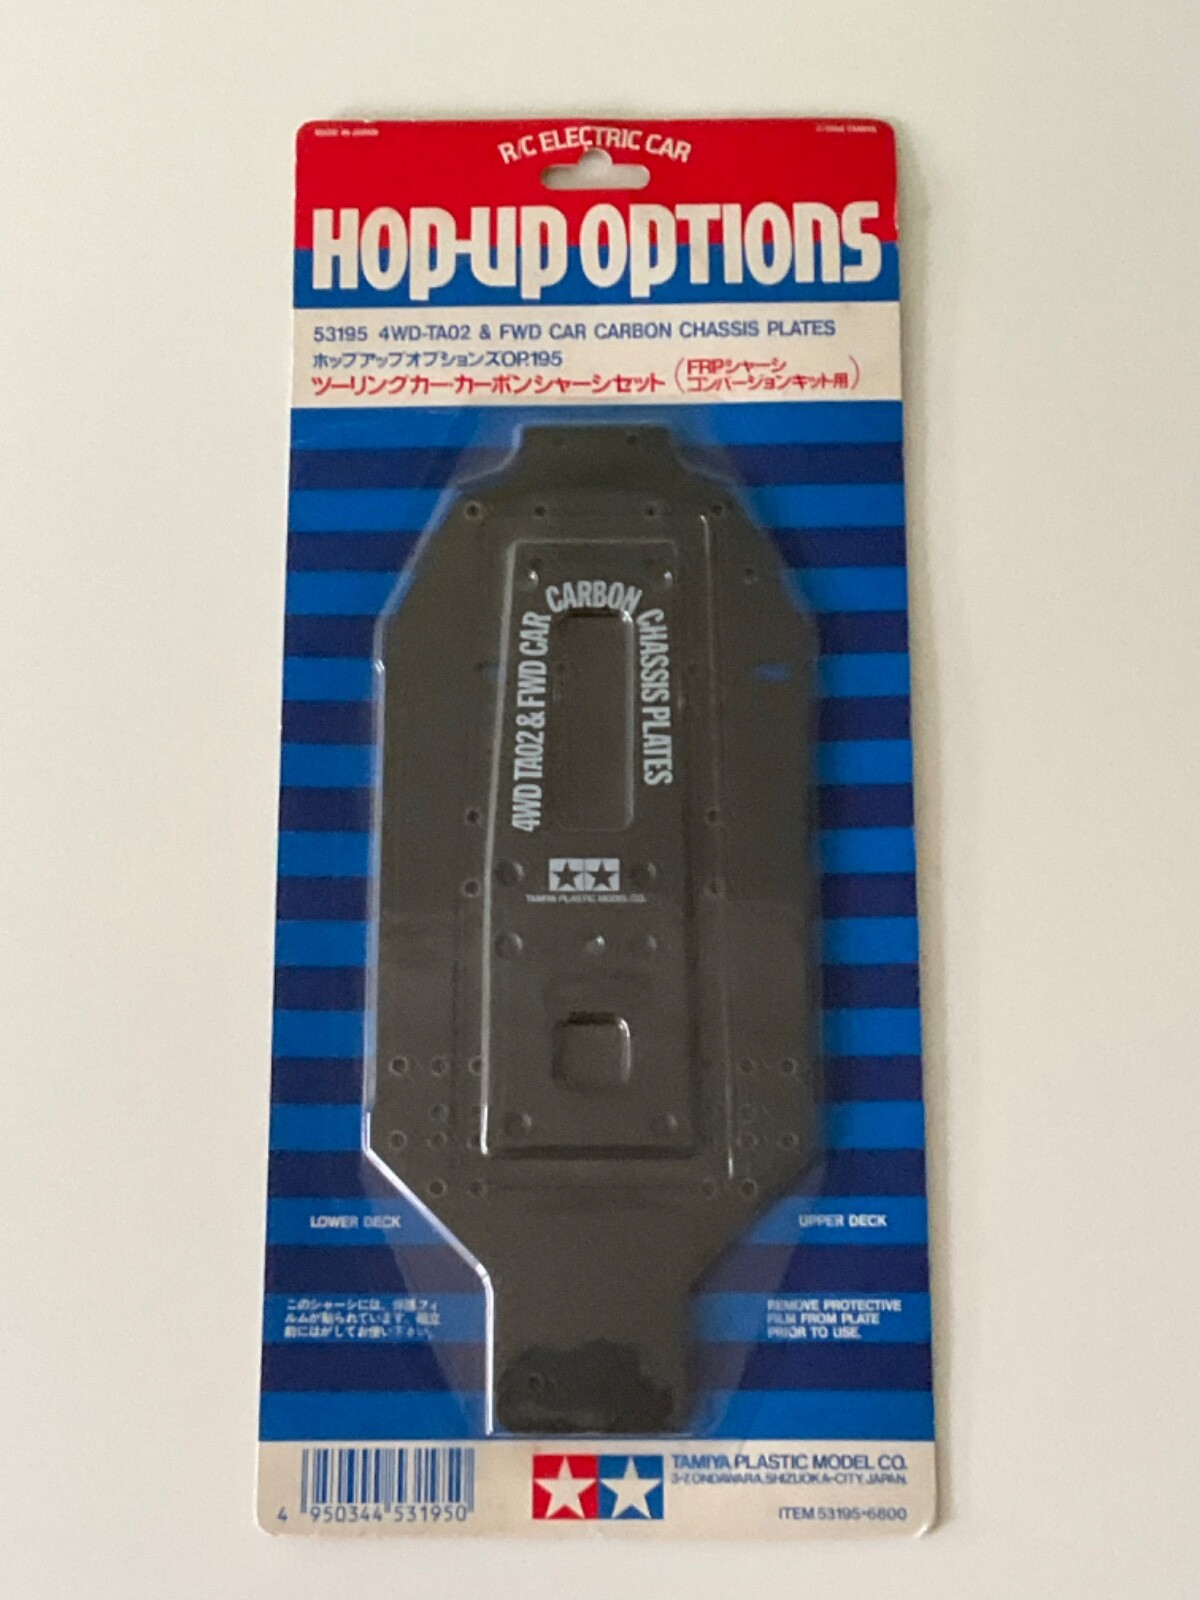 MADE IN JAPAN
R/C ELECTRIC CAR
HOP-UP OPTIONS
53195 4WD-TA02 & FWD CAR CARBON CHASSIS PLATES
ホップアップオプションズOP.195
ツーリングカー・カーボンシャーシセット (FRPシャーシ
コンバージョンキット用)
4WD TA02 & FWD CAR CARBON CHASSIS PLATES
TAMIYA PLASTIC MODEL CO.
LOWER DECK
UPPER DECK
このシャーシには、保護フィ
ルムが貼られています。組立
前にはがしてお使い下さい。
REMOVE PROTECTIVE
FILM FROM PLATE
PRIOR TO USE.
4 950344 531950
TAMIYA PLASTIC MODEL CO.
3-7, ONDAWARA, SHIZUOKA-CITY, JAPAN.
ITEM 53195*6800